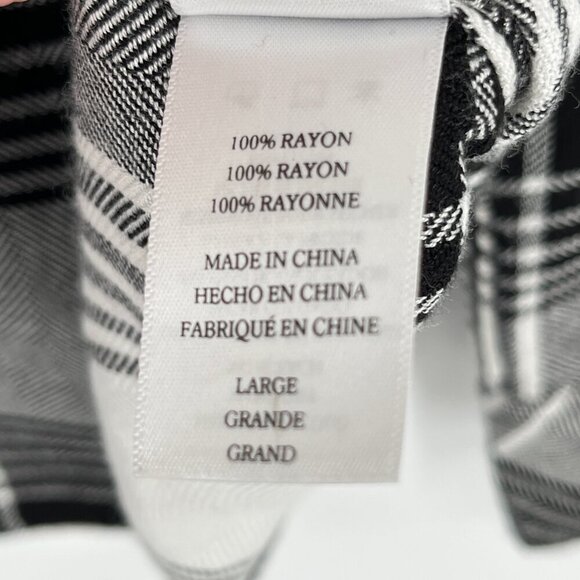 100% RAYON
100% RAYON
100% RAYONNE
MADE IN CHINA
HECHO EN CHINA
FABRIQUÉ EN CHINE
LARGE
GRANDE
GRAND